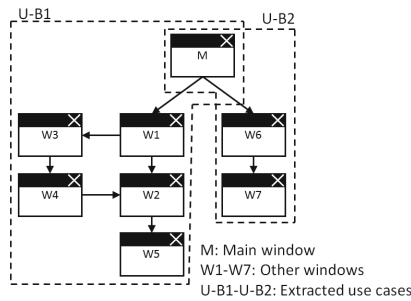 U-B1
U-B2
M
W3
W1
W6
W4
W2
W7
W5
M: Main window
W1-W7: Other windows
U-B1-U-B2: Extracted use cases